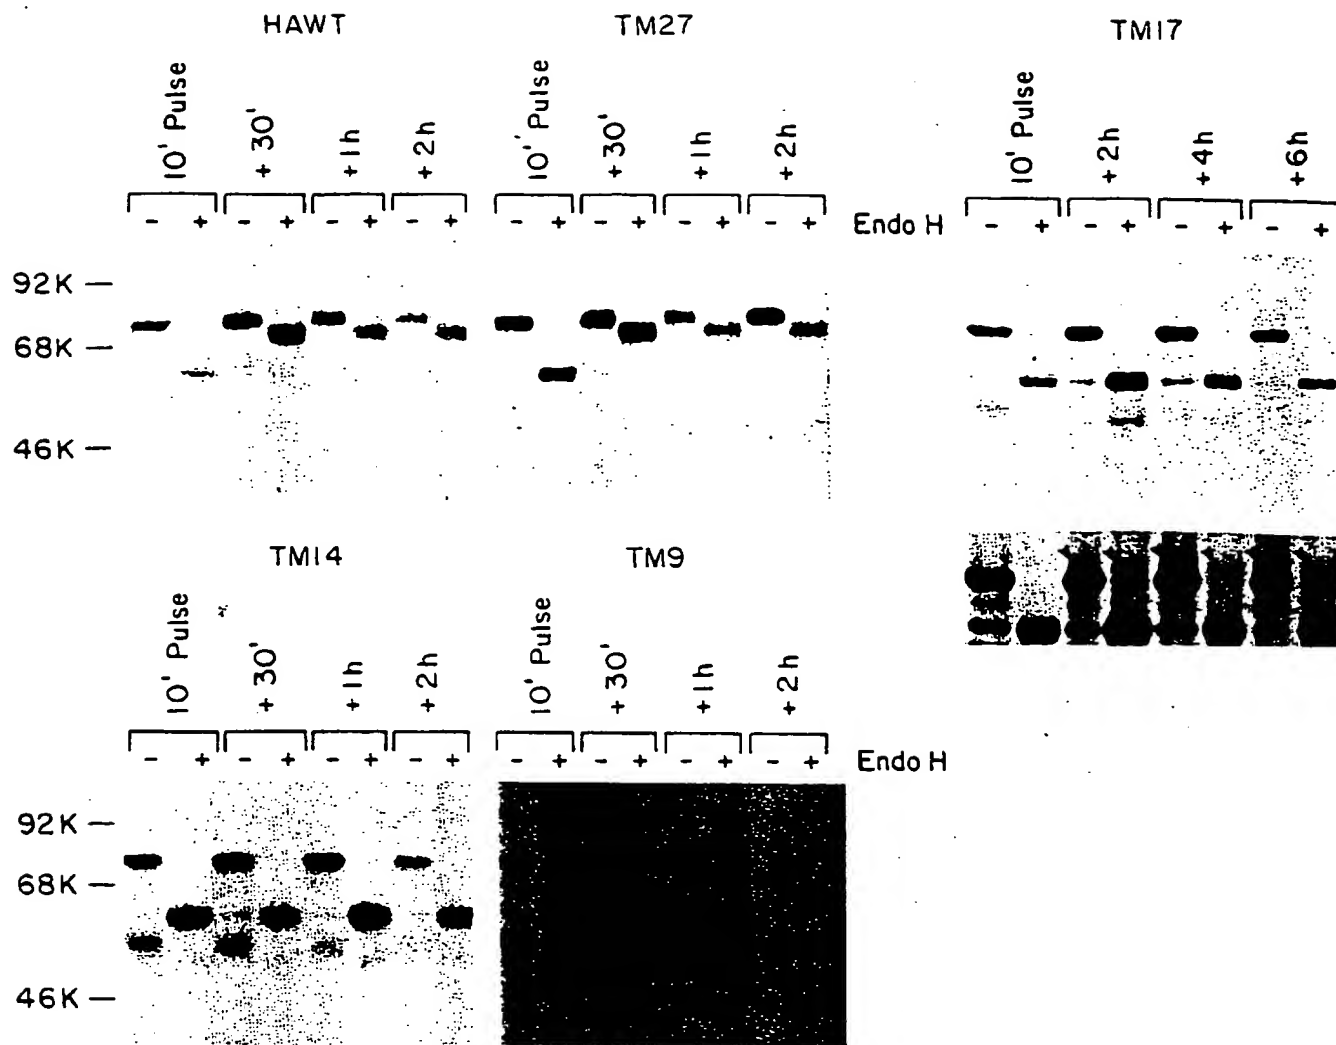 HAWT TM27 TM17
10' Pulse +30' +1h +2h 10' Pulse +30' +1h +2h 10' Pulse +2h +4h +6h
- + - + - + - + - + - + - + - + Endo H - + - + - + - +
92K —
68K —
46K —
TM14 TM9
10' Pulse +30' +1h +2h 10' Pulse +30' +1h +2h
- + - + - + - + - + - + - + - + Endo H
92K —
68K —
46K —